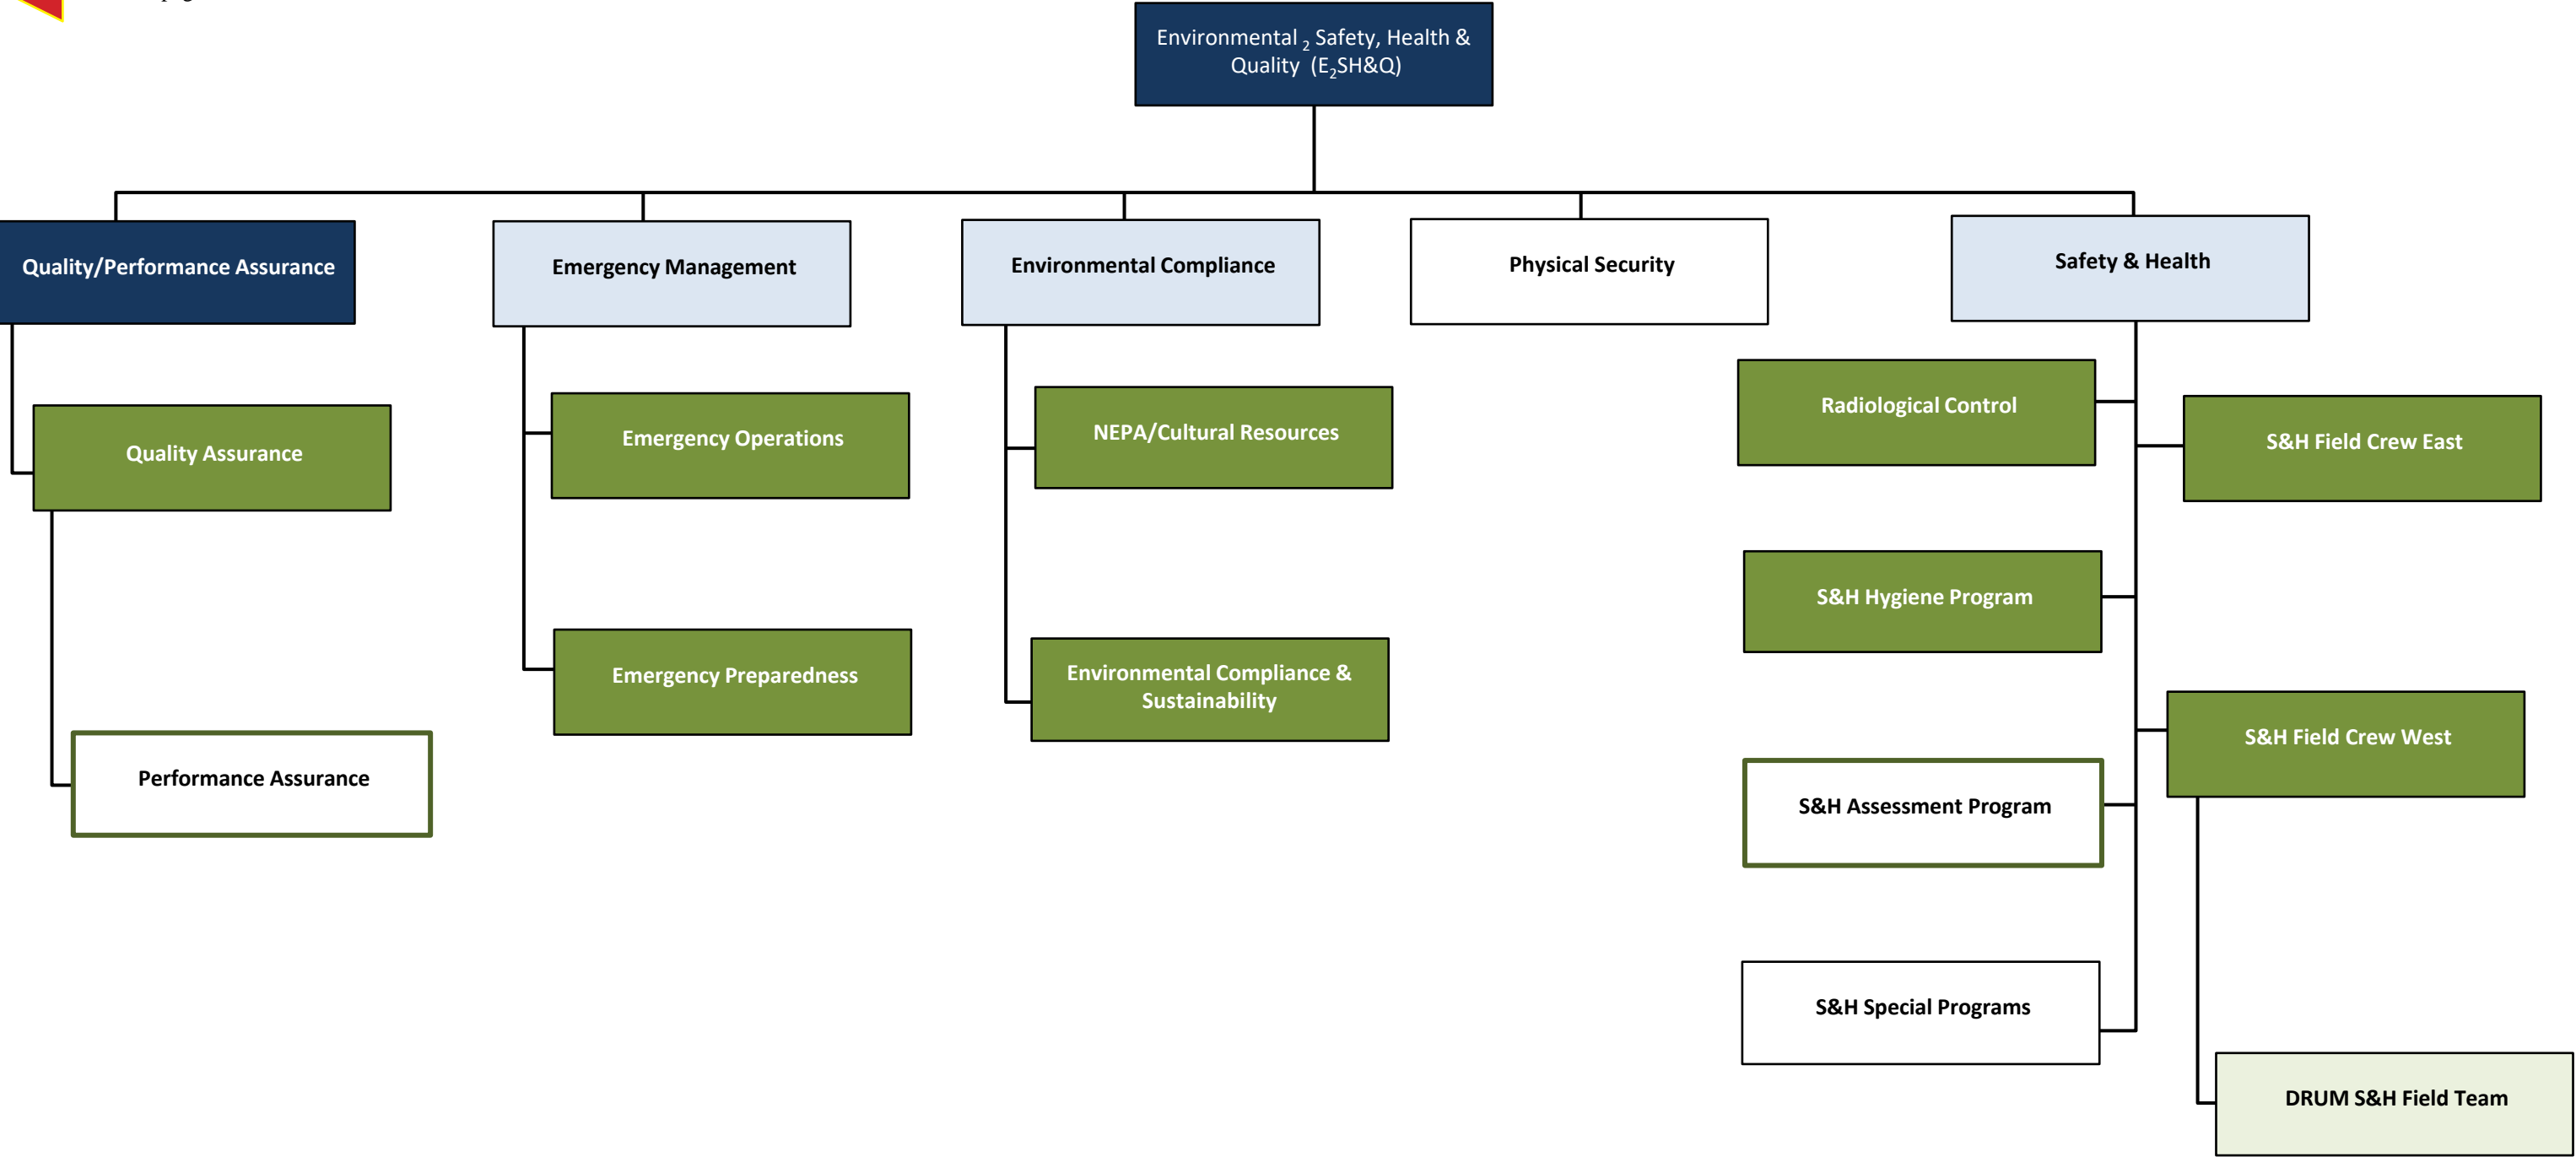 Environmental ₂ Safety, Health &
Quality (E₂SH&Q)
Quality/Performance Assurance
Emergency Management
Environmental Compliance
Physical Security
Safety & Health
Quality Assurance
Performance Assurance
Emergency Operations
Emergency Preparedness
NEPA/Cultural Resources
Environmental Compliance &
Sustainability
Radiological Control
S&H Field Crew East
S&H Hygiene Program
S&H Field Crew West
S&H Assessment Program
S&H Special Programs
DRUM S&H Field Team